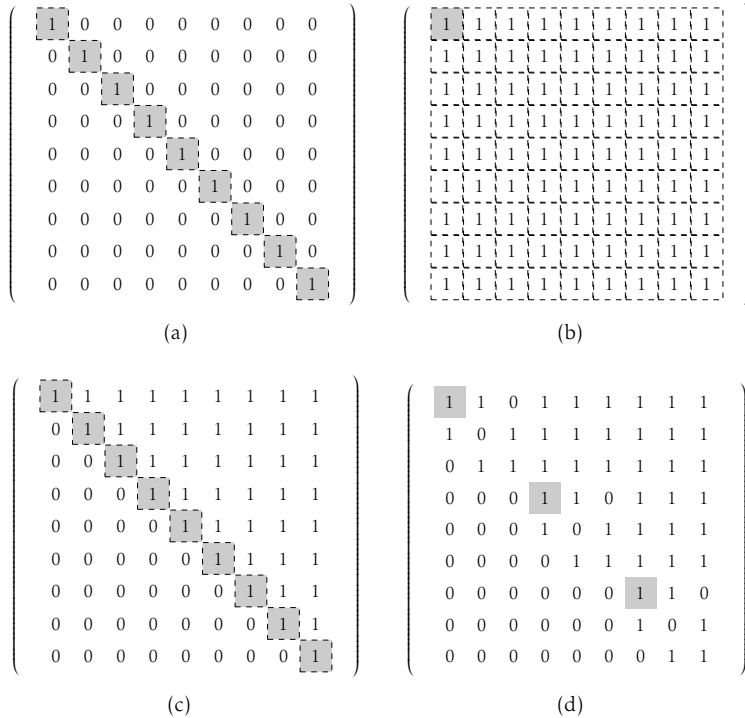 1 0 0 0 0 0 0 0 0
0 1 0 0 0 0 0 0 0
0 0 1 0 0 0 0 0 0
0 0 0 1 0 0 0 0 0
0 0 0 0 1 0 0 0 0
0 0 0 0 0 1 0 0 0
0 0 0 0 0 0 1 0 0
0 0 0 0 0 0 0 1 0
0 0 0 0 0 0 0 0 1
(a)
1 1 1 1 1 1 1 1 1
1 1 1 1 1 1 1 1 1
1 1 1 1 1 1 1 1 1
1 1 1 1 1 1 1 1 1
1 1 1 1 1 1 1 1 1
1 1 1 1 1 1 1 1 1
1 1 1 1 1 1 1 1 1
1 1 1 1 1 1 1 1 1
1 1 1 1 1 1 1 1 1
(b)
1 1 1 1 1 1 1 1 1
0 1 1 1 1 1 1 1 1
0 0 1 1 1 1 1 1 1
0 0 0 1 1 1 1 1 1
0 0 0 0 1 1 1 1 1
0 0 0 0 0 1 1 1 1
0 0 0 0 0 0 1 1 1
0 0 0 0 0 0 0 1 1
0 0 0 0 0 0 0 0 1
(c)
1 1 0 1 1 1 1 1 1
1 0 1 1 1 1 1 1 1
0 1 1 1 1 1 1 1 1
0 0 0 1 1 0 1 1 1
0 0 0 1 0 1 1 1 1
0 0 0 0 1 1 1 1 1
0 0 0 0 0 0 1 1 0
0 0 0 0 0 0 1 0 1
0 0 0 0 0 0 0 1 1
(d)